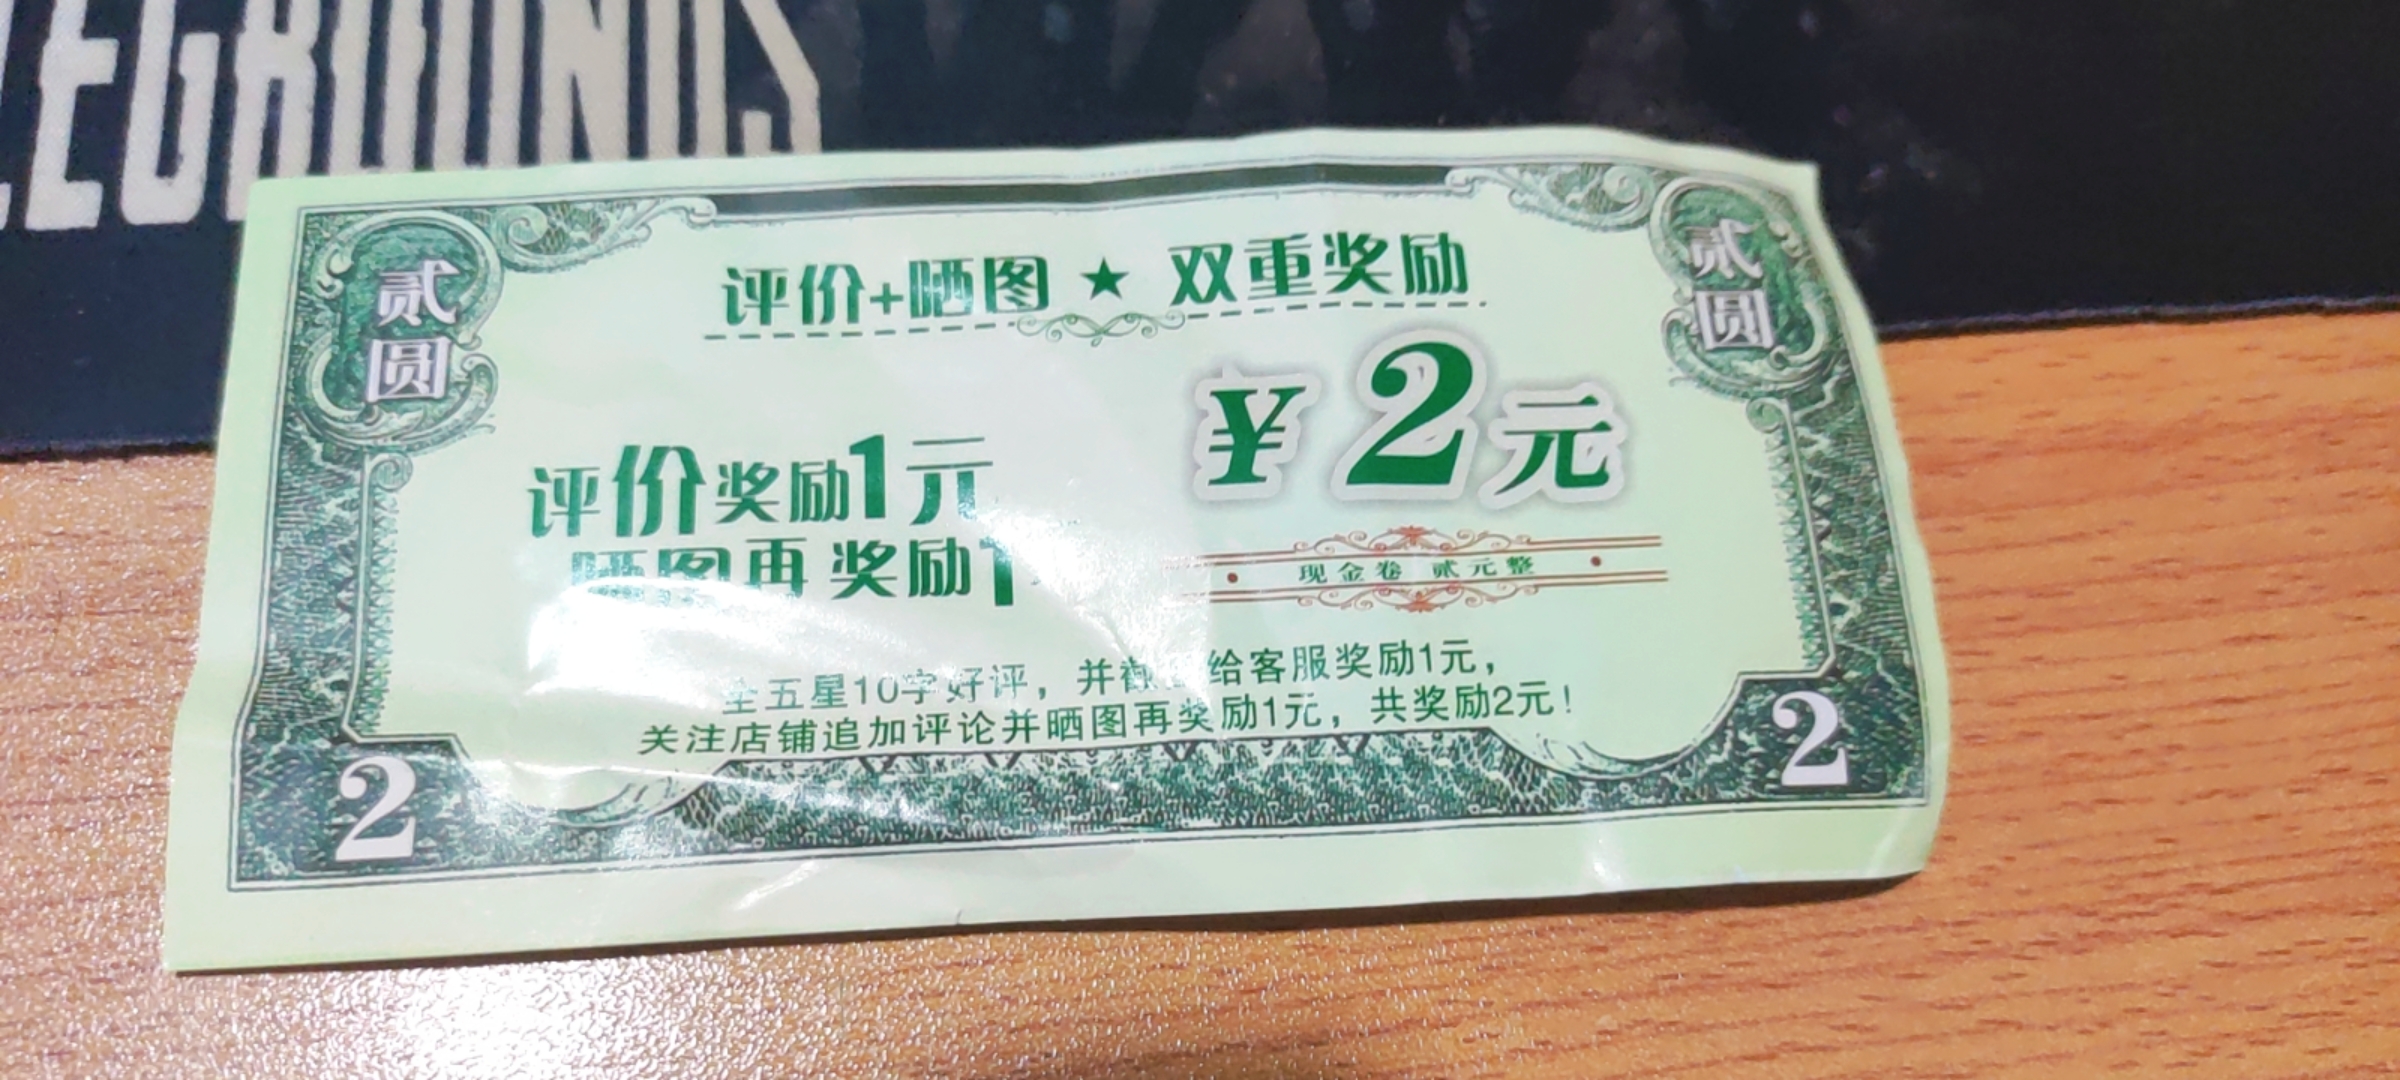 LEGROUNDS
评价+晒图 ★ 双重奖励
贰圆
贰圆
¥2元
评价奖励1元
晒图再奖励1
现金卷 贰元整
全五星10字好评，并截 给客服奖励1元，
关注店铺追加评论并晒图再奖励1元，共奖励2元！
2
2